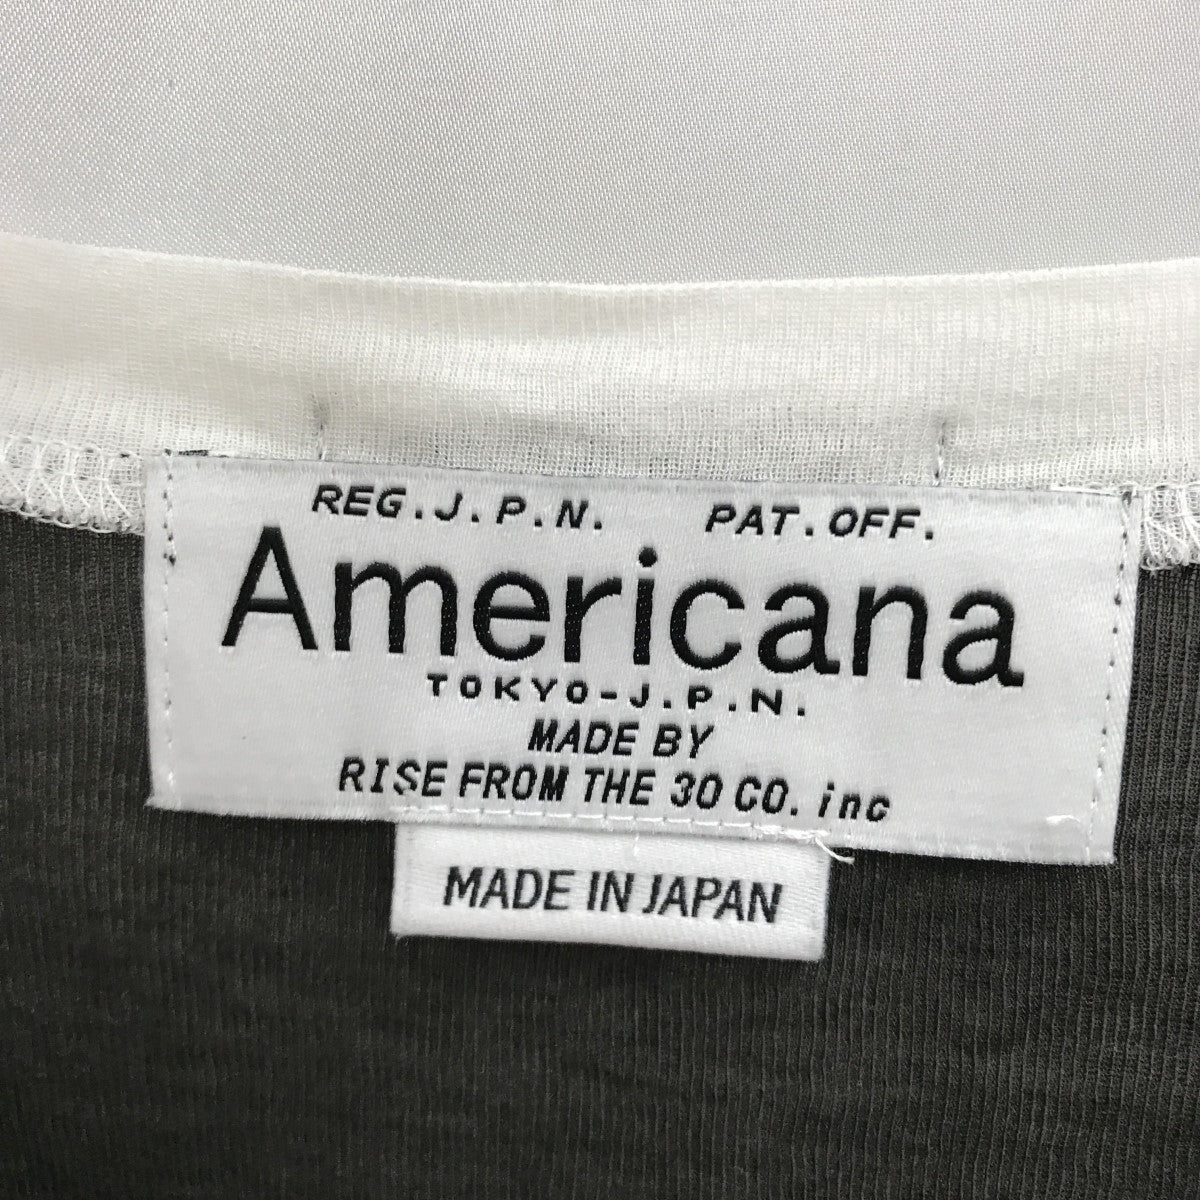 REG.J.P.N. PAT.OFF.
Americana
TOKYO-J.P.N.
MADE BY
RISE FROM THE 30 CO. inc
MADE IN JAPAN